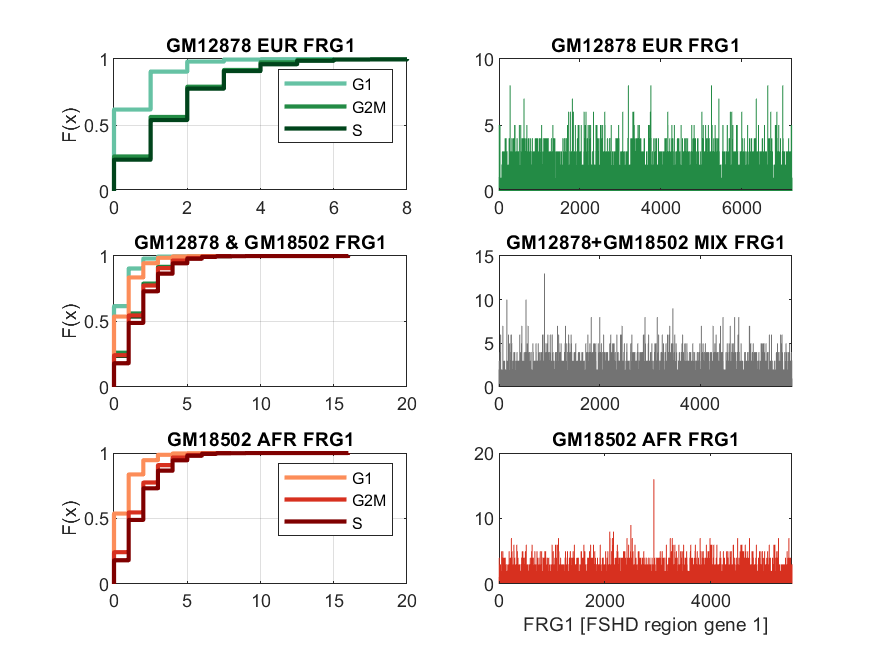 GM12878 EUR FRG1
1
0.5
0
F(x)
0 2 4 6 8
G1
G2M
S
GM12878 EUR FRG1
10
5
0
0 2000 4000 6000
GM12878 & GM18502 FRG1
1
0.5
0
F(x)
0 5 10 15 20
GM12878+GM18502 MIX FRG1
15
10
5
0
0 2000 4000
GM18502 AFR FRG1
1
0.5
0
F(x)
0 5 10 15 20
G1
G2M
S
GM18502 AFR FRG1
20
10
0
0 2000 4000
FRG1 [FSHD region gene 1]